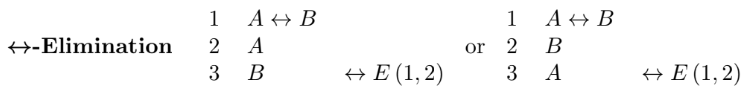 1 A ↔ B 1 A ↔ B
↔-Elimination 2 A or 2 B
3 B ↔ E (1, 2) 3 A ↔ E (1, 2)